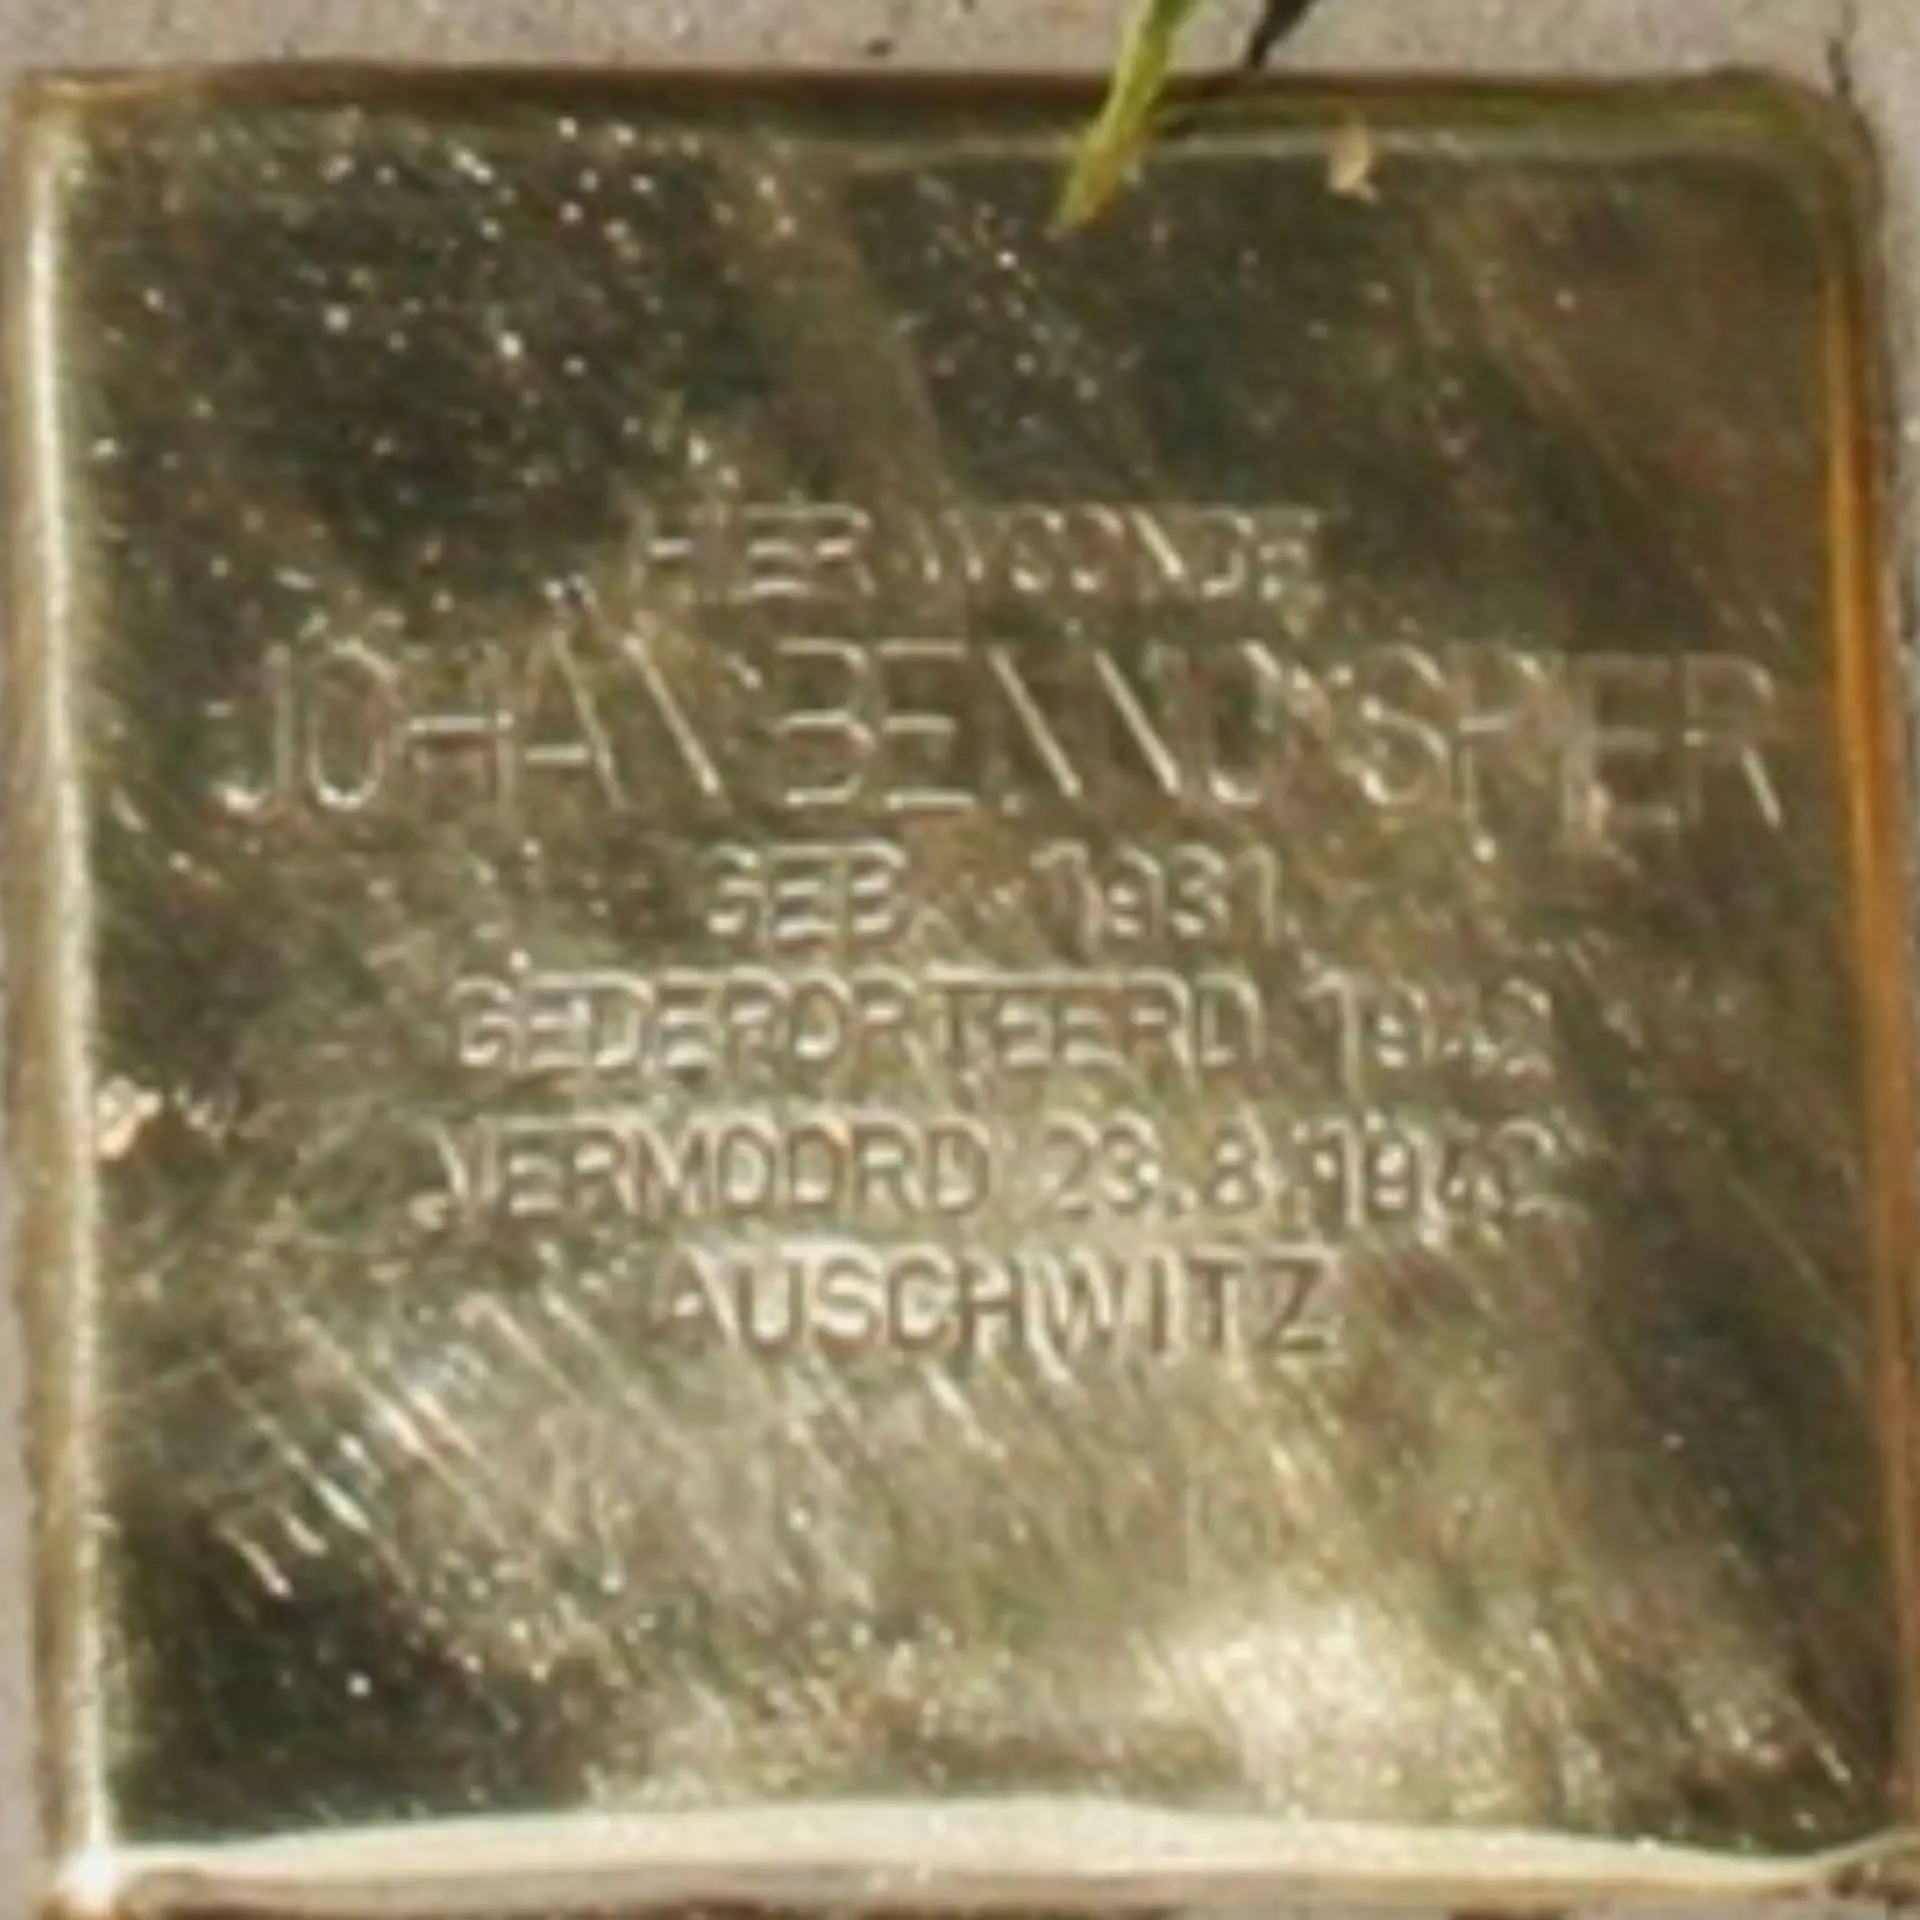 HIER WOONDE
JOHAN BENNO SPIER
GEB. 1931
GEDEPORTEERD 1942
VERMOORD 23.8.1942
AUSCHWITZ